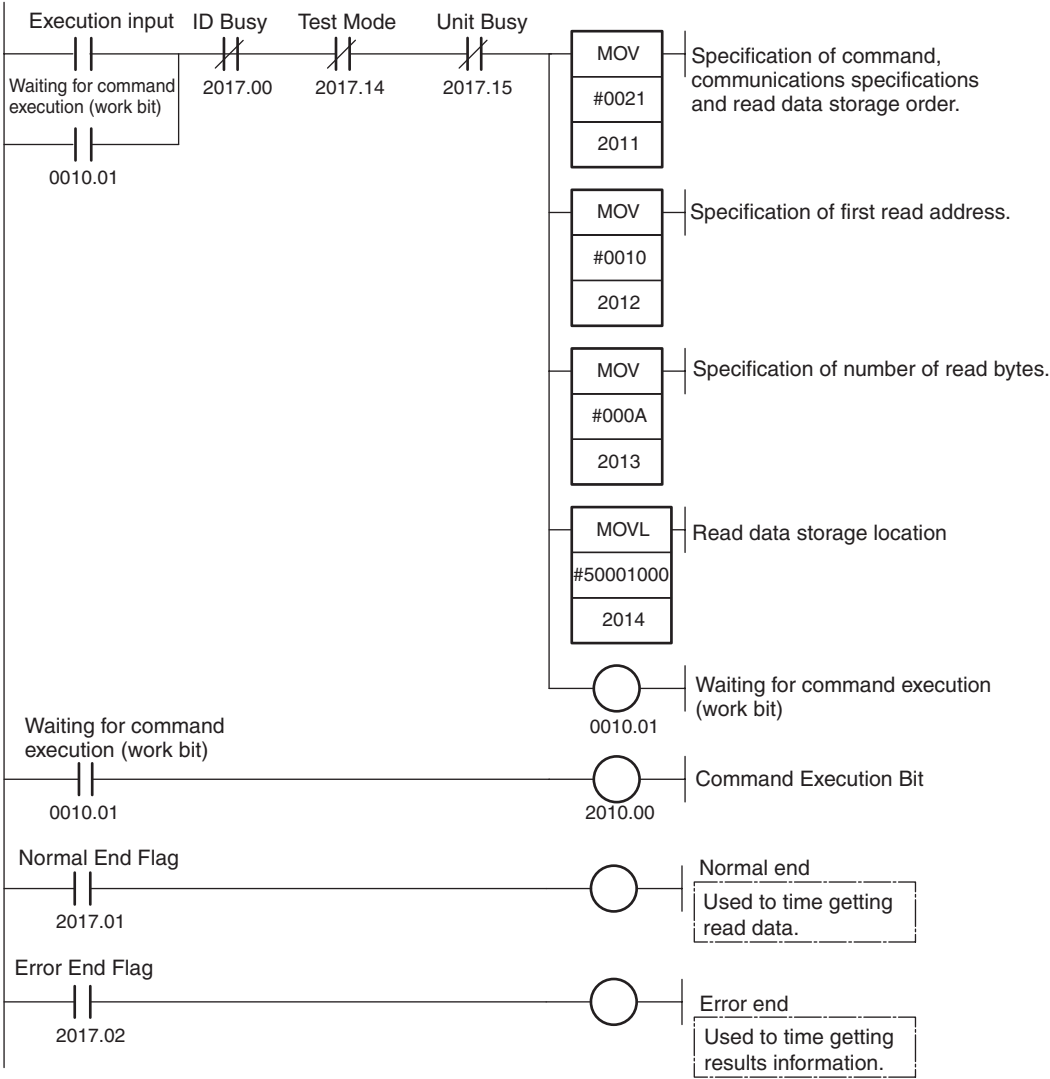 Execution input
ID Busy
Test Mode
Unit Busy
Waiting for command
execution (work bit)
2017.00
2017.14
2017.15
0010.01
MOV
#0021
2011
Specification of command,
communications specifications
and read data storage order.
MOV
#0010
2012
Specification of first read address.
MOV
#000A
2013
Specification of number of read bytes.
MOVL
#50001000
2014
Read data storage location
0010.01
Waiting for command execution
(work bit)
Waiting for command
execution (work bit)
0010.01
2010.00
Command Execution Bit
Normal End Flag
2017.01
Normal end
Used to time getting
read data.
Error End Flag
2017.02
Error end
Used to time getting
results information.